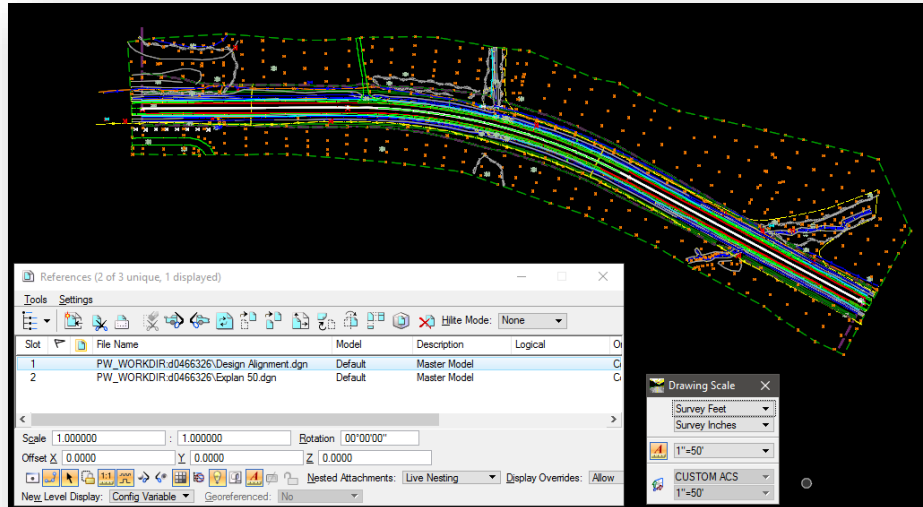 References (2 of 3 unique, 1 displayed)
Tools Settings
Hilite Mode: None
Slot File Name Model Description Logical
1 PW_WORKDIR:d0466326\Design Alignment.dgn Default Master Model
2 PW_WORKDIR:d0466326\Explan 50.dgn Default Master Model
Scale 1.000000 : 1.000000 Rotation 00°00'00"
Offset X 0.0000 Y 0.0000 Z 0.0000
1:1 Nested Attachments: Live Nesting Display Overrides: Allow
New Level Display: Config Variable Georeferenced: No
Drawing Scale
Survey Feet
Survey Inches
1"=50'
CUSTOM ACS
1"=50'